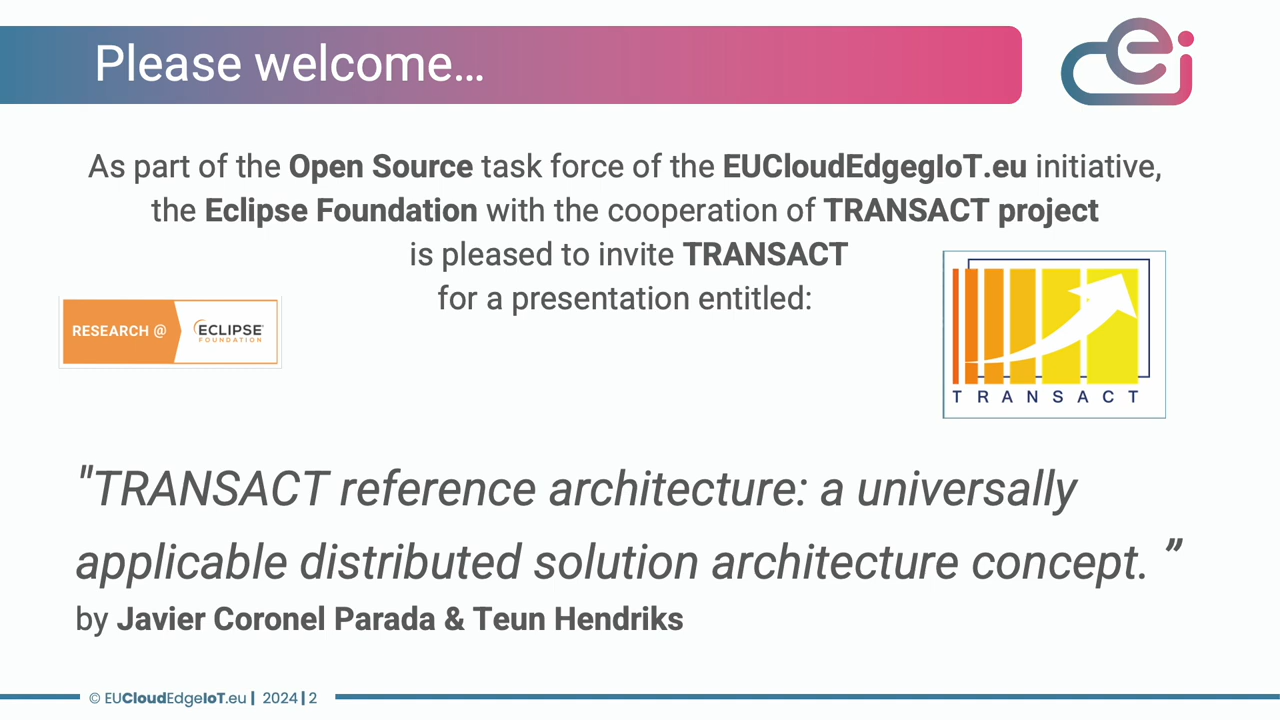 Please welcome…
As part of the Open Source task force of the EUCloudEdgegIoT.eu initiative,
the Eclipse Foundation with the cooperation of TRANSACT project
is pleased to invite TRANSACT
for a presentation entitled:
RESEARCH @ ECLIPSE
FOUNDATION
TRANSACT
"TRANSACT reference architecture: a universally
applicable distributed solution architecture concept. ”
by Javier Coronel Parada & Teun Hendriks
© EUCloudEdgeIoT.eu | 2024 | 2